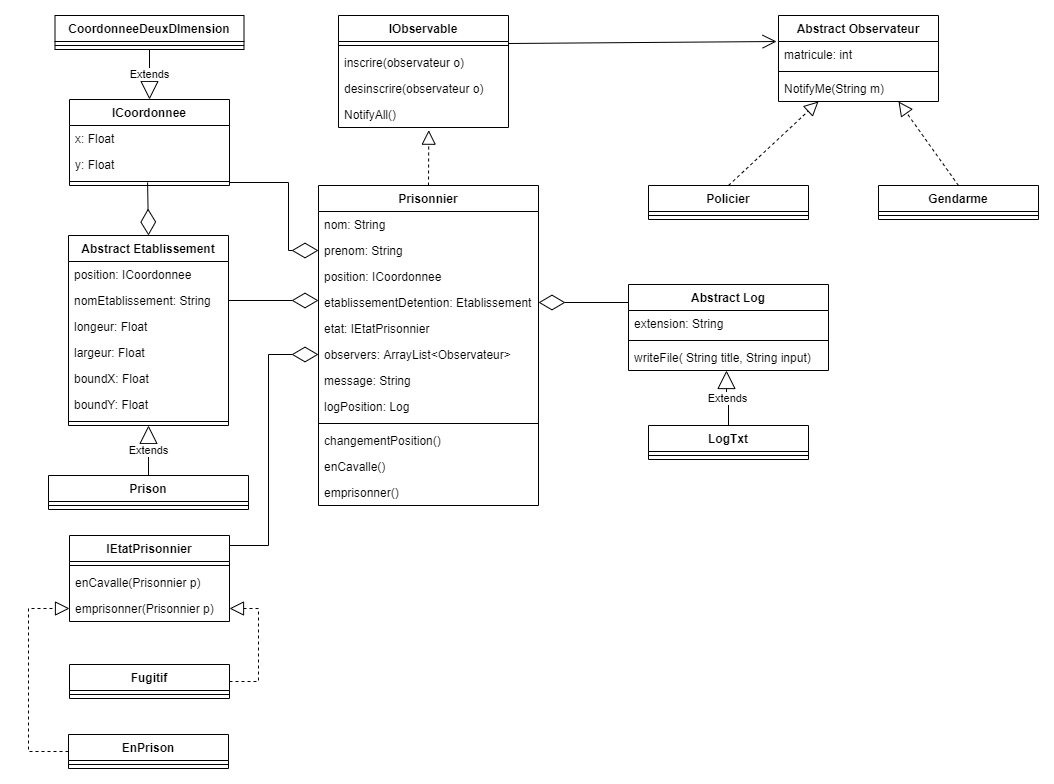 CoordonneeDeuxDImension
Extends
ICoordonnee
x: Float
y: Float
Abstract Etablissement
position: ICoordonnee
nomEtablissement: String
longeur: Float
largeur: Float
boundX: Float
boundY: Float
Extends
Prison
IEtatPrisonnier
enCavalle(Prisonnier p)
emprisonner(Prisonnier p)
Fugitif
EnPrison
IObservable
inscrire(observateur o)
desinscrire(observateur o)
NotifyAll()
Prisonnier
nom: String
prenom: String
position: ICoordonnee
etablissementDetention: Etablissement
etat: IEtatPrisonnier
observers: ArrayList<Observateur>
message: String
logPosition: Log
changementPosition()
enCavalle()
emprisonner()
Abstract Observateur
matricule: int
NotifyMe(String m)
Policier
Gendarme
Abstract Log
extension: String
writeFile( String title, String input)
Extends
LogTxt